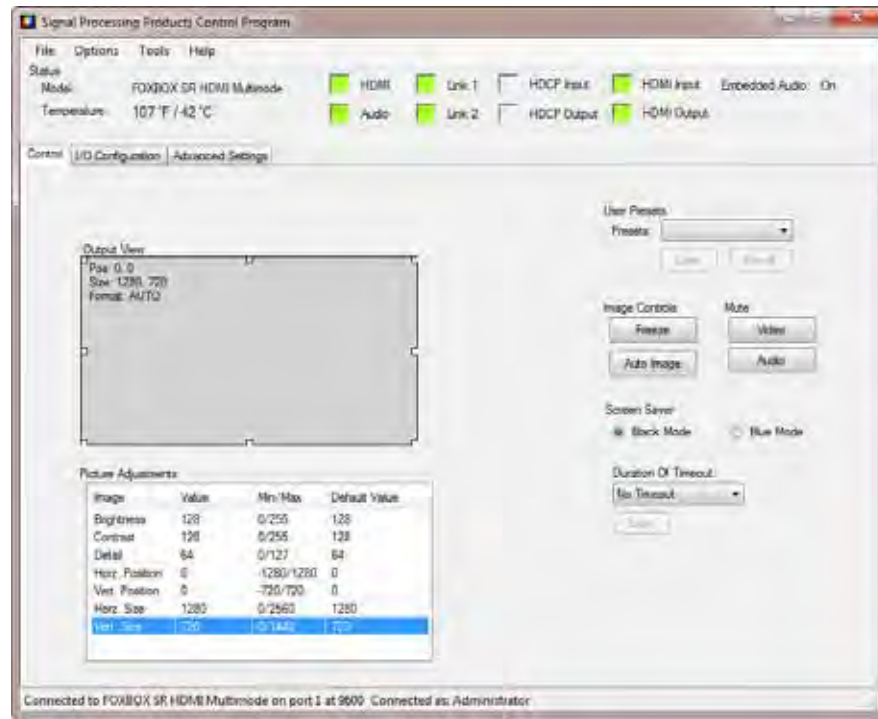 Signal Processing Products Control Program
File Options Tools Help
Status
Model: FOXBOX SR HDMI Multimode HDMI Link 1 HDCP Input HDMI Input Embedded Audio: On
Temperature: 107 °F / 42 °C Audio Link 2 HDCP Output HDMI Output
Control I/O Configuration Advanced Settings
User Presets
Presets:
Output View
Pos: 0, 0
Size: 1280, 720
Format: AUTO
Image Controls Mute
Freeze Video
Auto Image Audio
Screen Saver
Black Mode Blue Mode
Duration Of Timeout:
No Timeout
Picture Adjustments
Image Value Min/Max Default Value
Brightness 128 0/255 128
Contrast 128 0/255 128
Detail 64 0/127 64
Horz. Position 0 -1280/1280 0
Vert. Position 0 -720/720 0
Horz. Size 1280 0/2560 1280
Vert. Size 720 0/1440 720
Connected to FOXBOX SR HDMI Multimode on port 1 at 9600 Connected as: Administrator